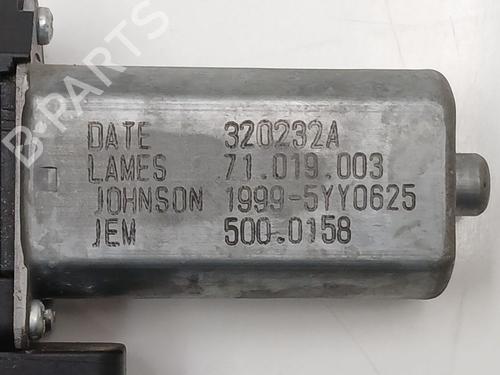 B-PARTS
DATE 320232A
LAMES 71.019.003
JOHNSON 1999-5YY0625
JEM 500.0158